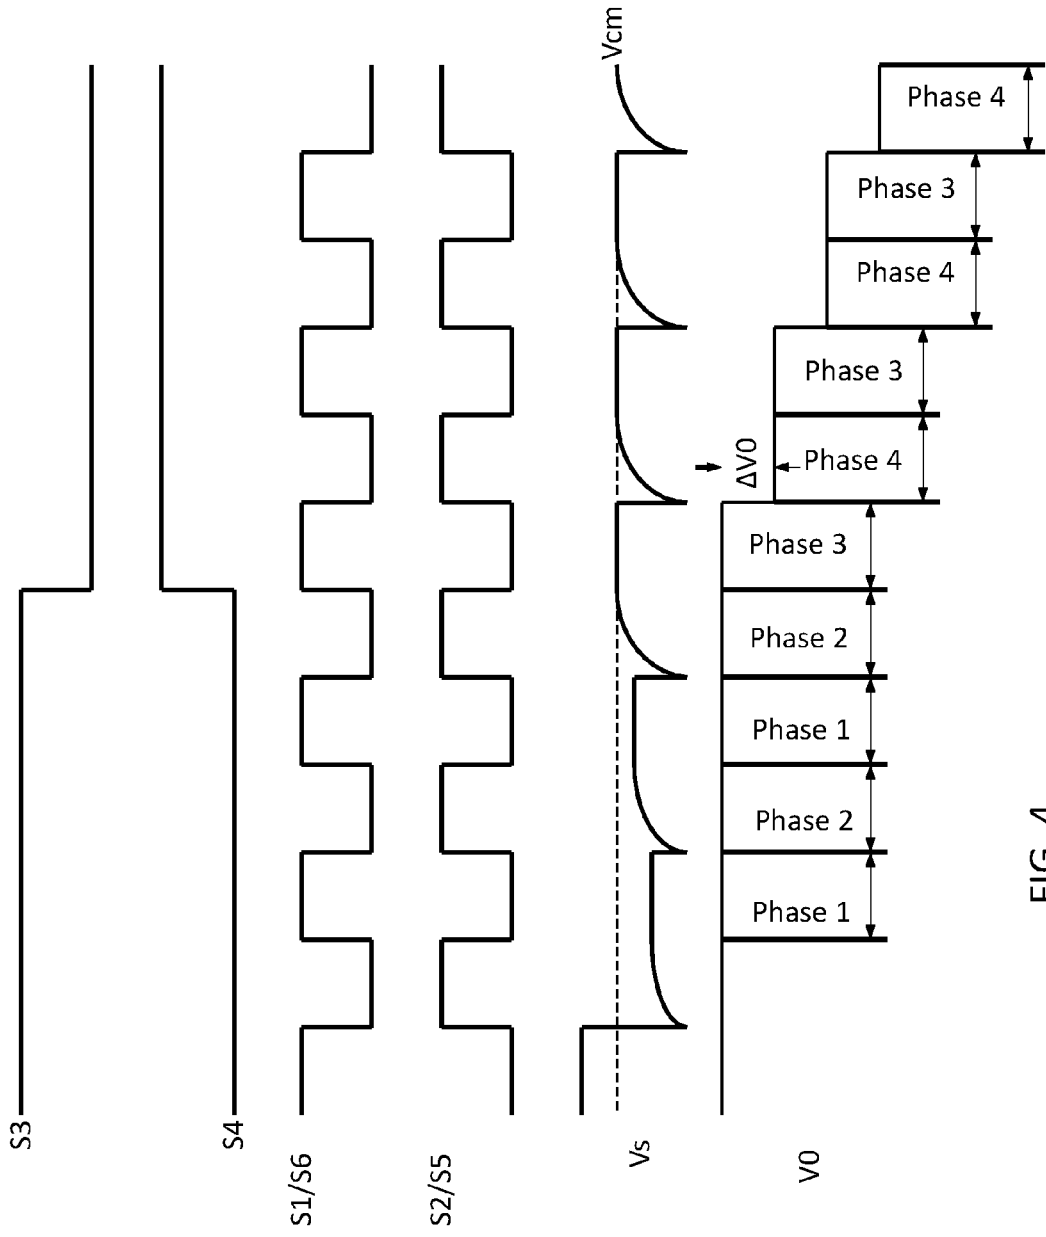 S3
S4
S1/S6
S2/S5
Vs
Vcm
V0
ΔV0
Phase 1
Phase 2
Phase 1
Phase 2
Phase 3
Phase 4
Phase 3
Phase 4
Phase 3
Phase 4
FIG. 4